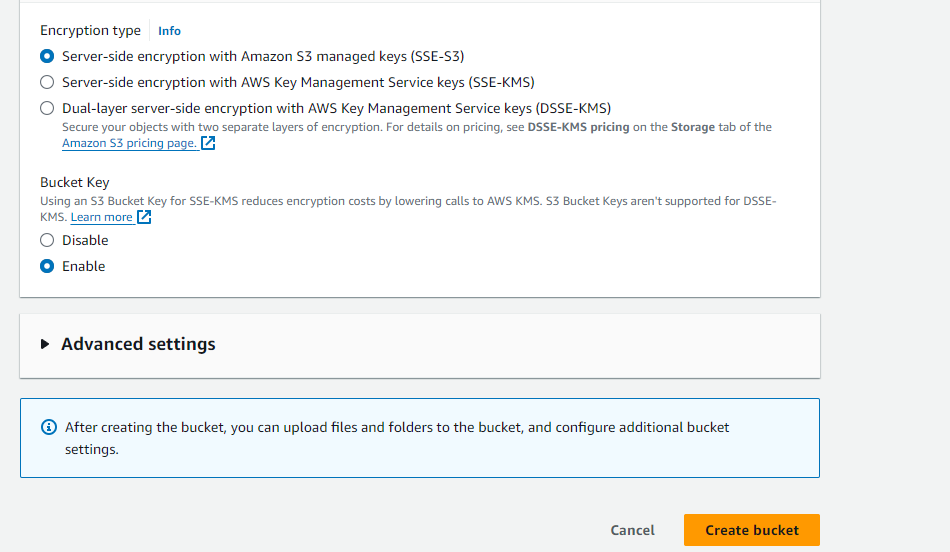 Encryption type Info
Server-side encryption with Amazon S3 managed keys (SSE-S3)
Server-side encryption with AWS Key Management Service keys (SSE-KMS)
Dual-layer server-side encryption with AWS Key Management Service keys (DSSE-KMS)
Secure your objects with two separate layers of encryption. For details on pricing, see DSSE-KMS pricing on the Storage tab of the
Amazon S3 pricing page.
Bucket Key
Using an S3 Bucket Key for SSE-KMS reduces encryption costs by lowering calls to AWS KMS. S3 Bucket Keys aren't supported for DSSE-
KMS. Learn more
Disable
Enable
Advanced settings
After creating the bucket, you can upload files and folders to the bucket, and configure additional bucket
settings.
Cancel Create bucket